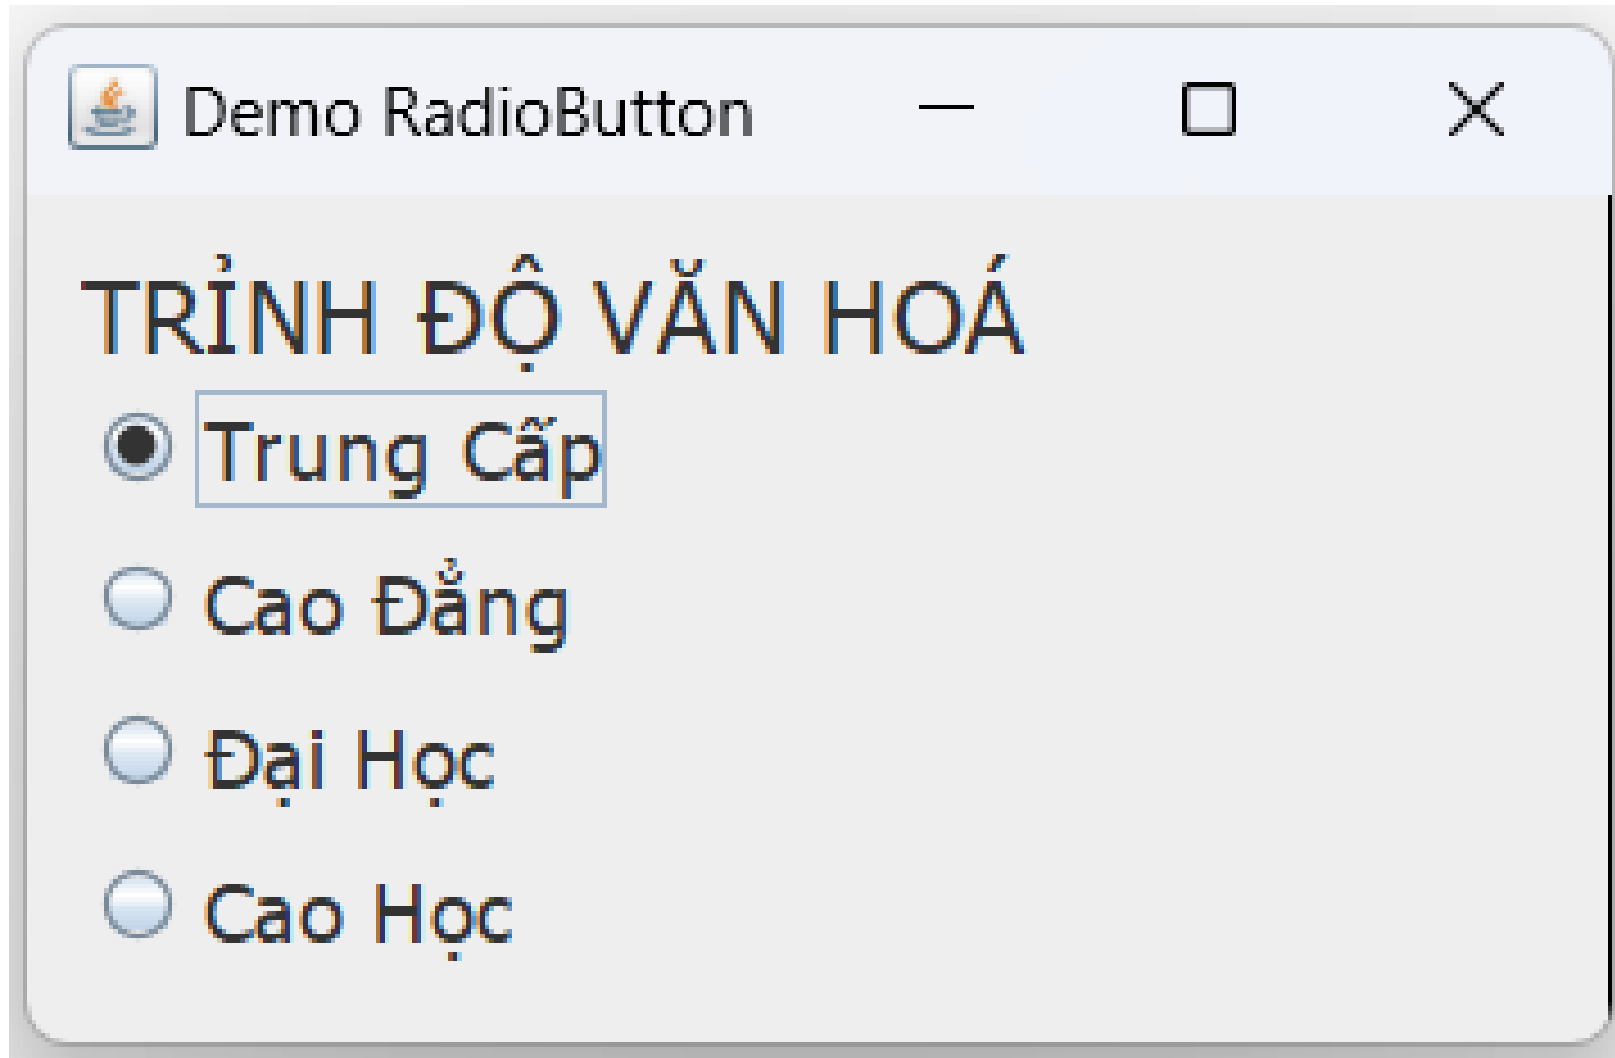 Demo RadioButton
TRỈNH ĐỘ VĂN HOÁ
Trung Cấp
Cao Đẳng
Đại Học
Cao Học